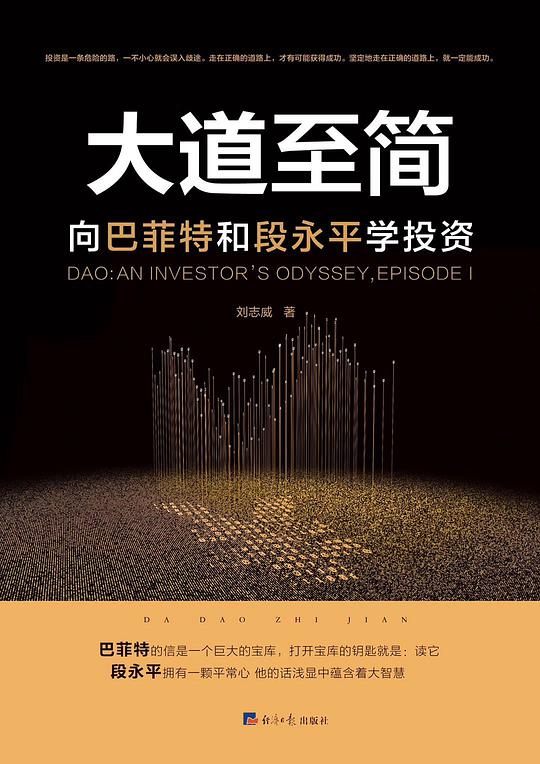 投资是一条危险的路，一不小心就会误入歧途。走在正确的道路上，才有可能获得成功。坚定地走在正确的道路上，就一定能成功。
大道至简
向巴菲特和段永平学投资
DAO:AN INVESTOR'S ODYSSEY,EPISODE I
刘志威 著
DA DAO ZHI JIAN
巴菲特的信是一个巨大的宝库，打开宝库的钥匙就是：读它
段永平拥有一颗平常心 他的话浅显中蕴含着大智慧
经济日报出版社